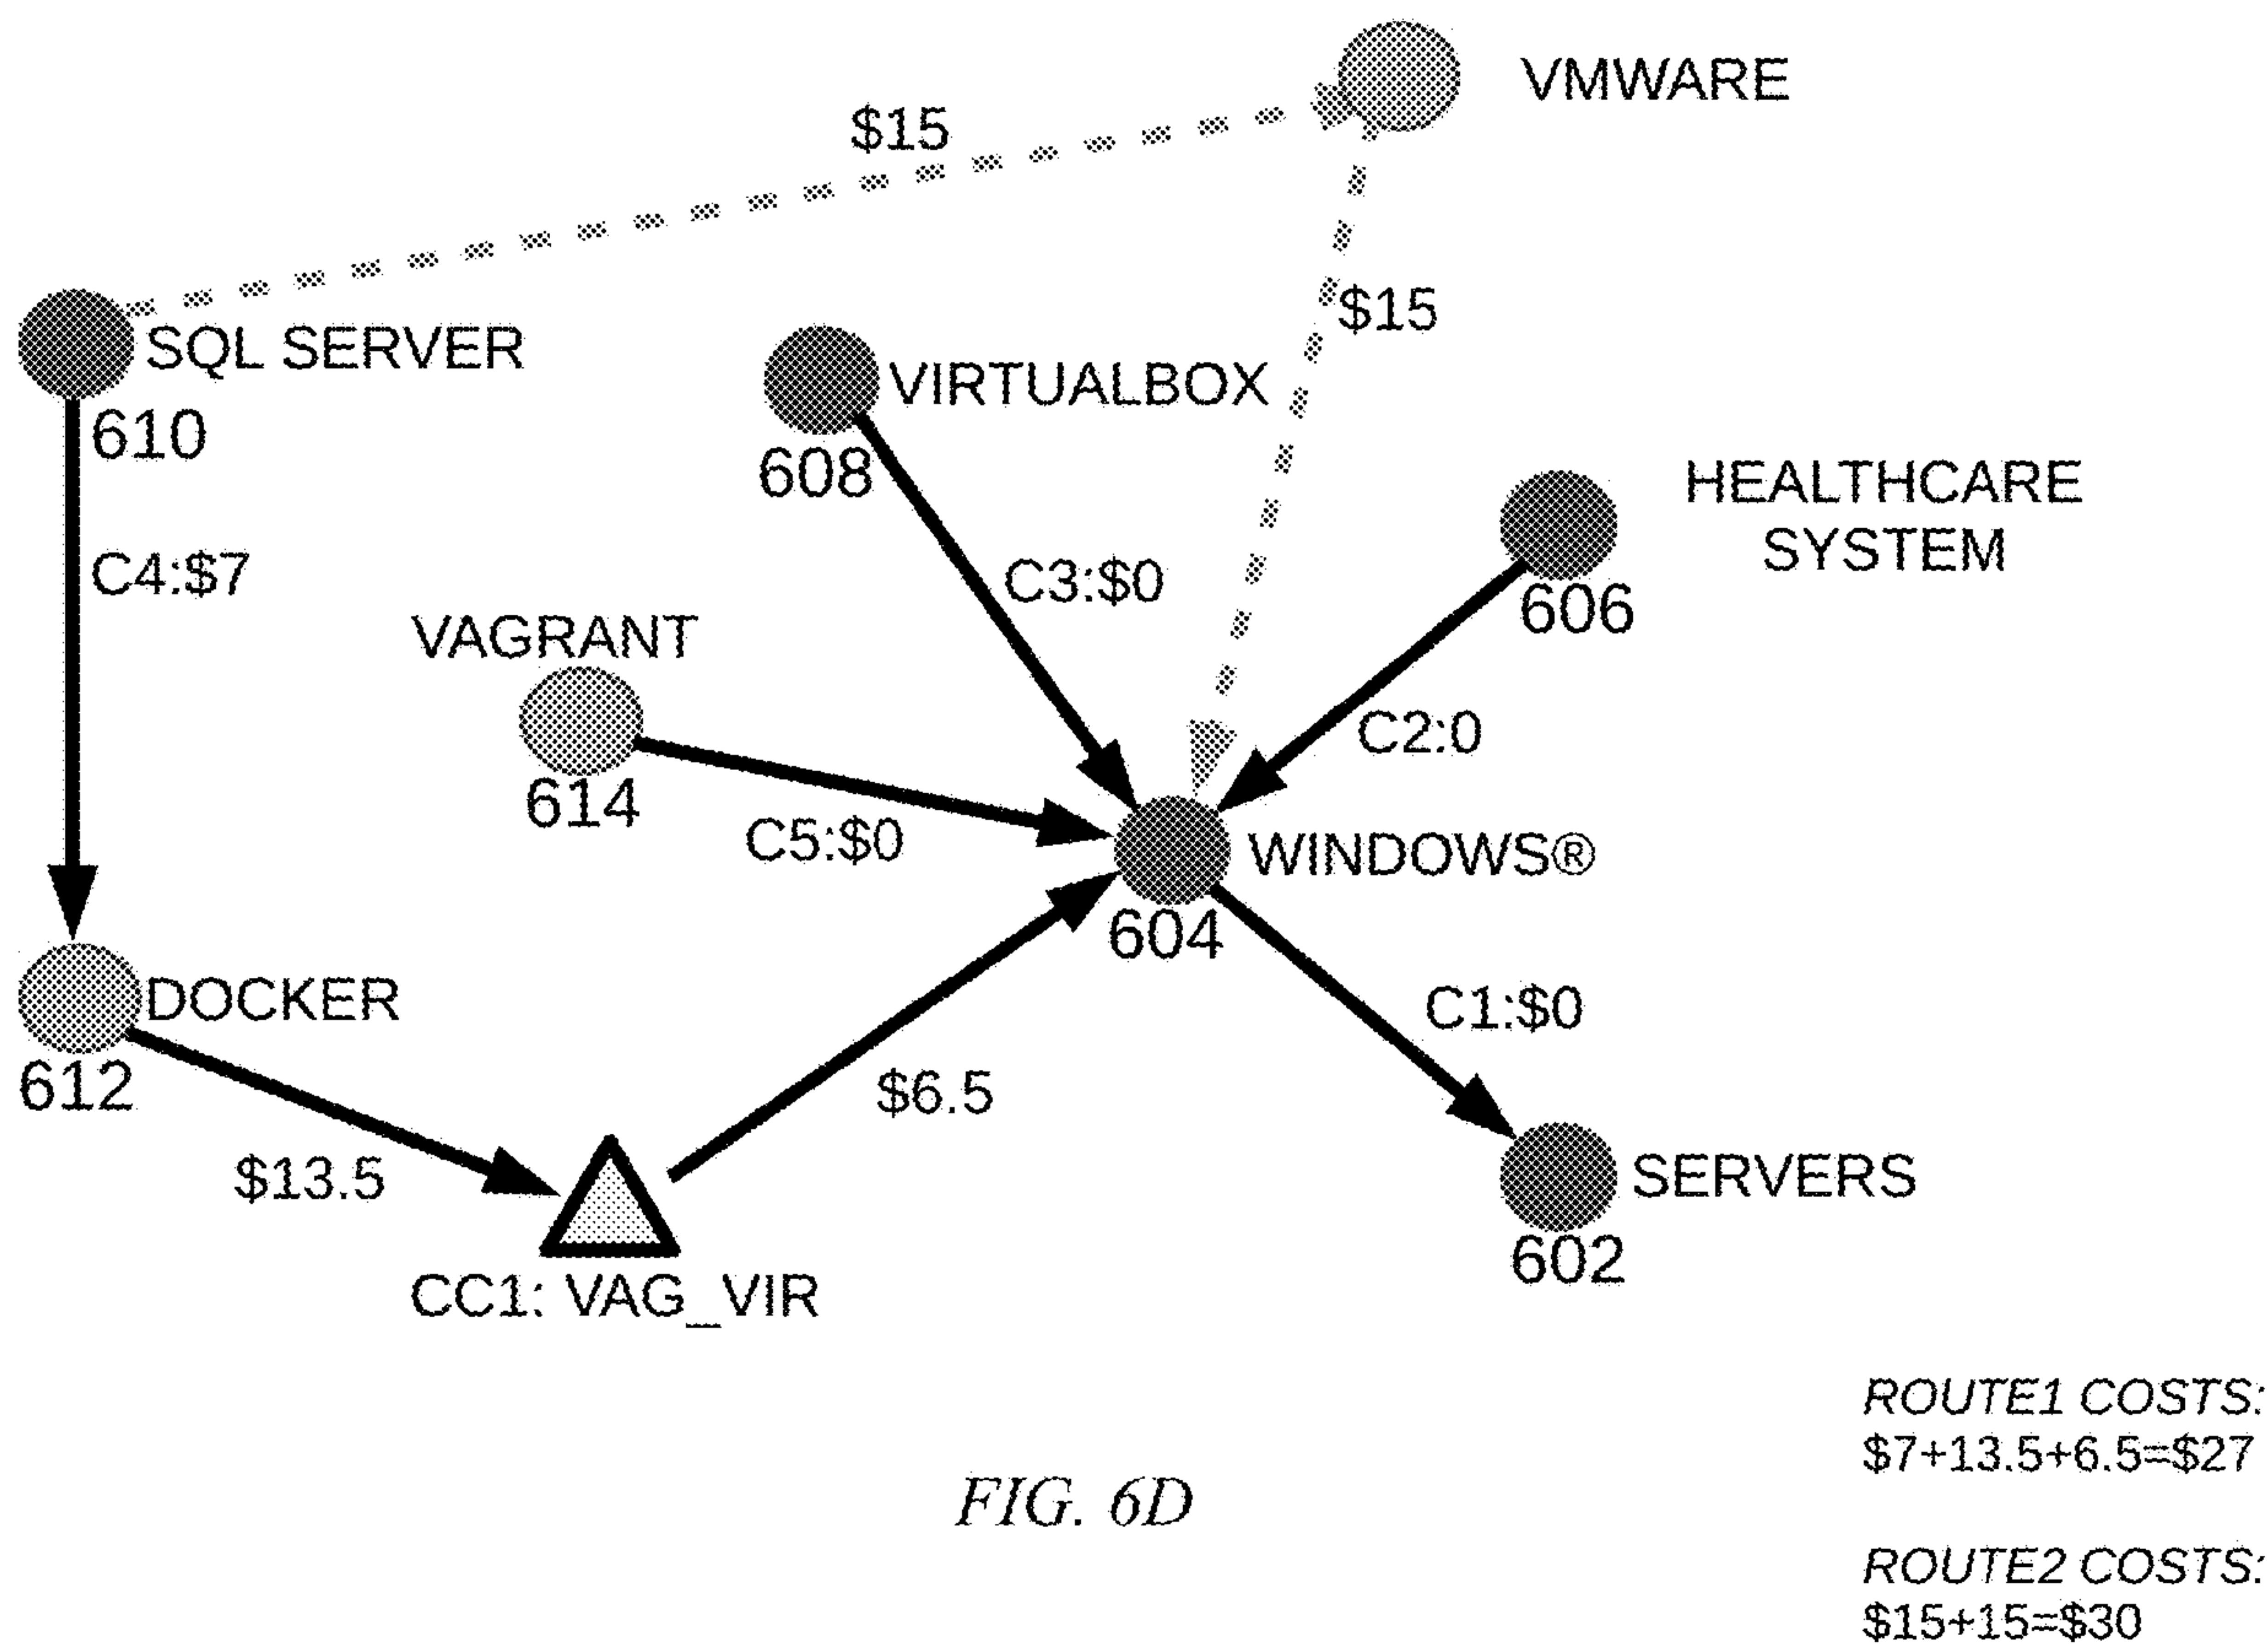 VMWARE
$15
$15
SQL SERVER
610
VIRTUALBOX
608
HEALTHCARE
SYSTEM
606
C4:$7
C3:$0
VAGRANT
614
C2:0
C5:$0
WINDOWS®
604
DOCKER
612
C1:$0
$6.5
$13.5
SERVERS
602
CC1: VAG_VIR
ROUTE1 COSTS:
$7+13.5+6.5=$27
FIG. 6D
ROUTE2 COSTS:
$15+15=$30